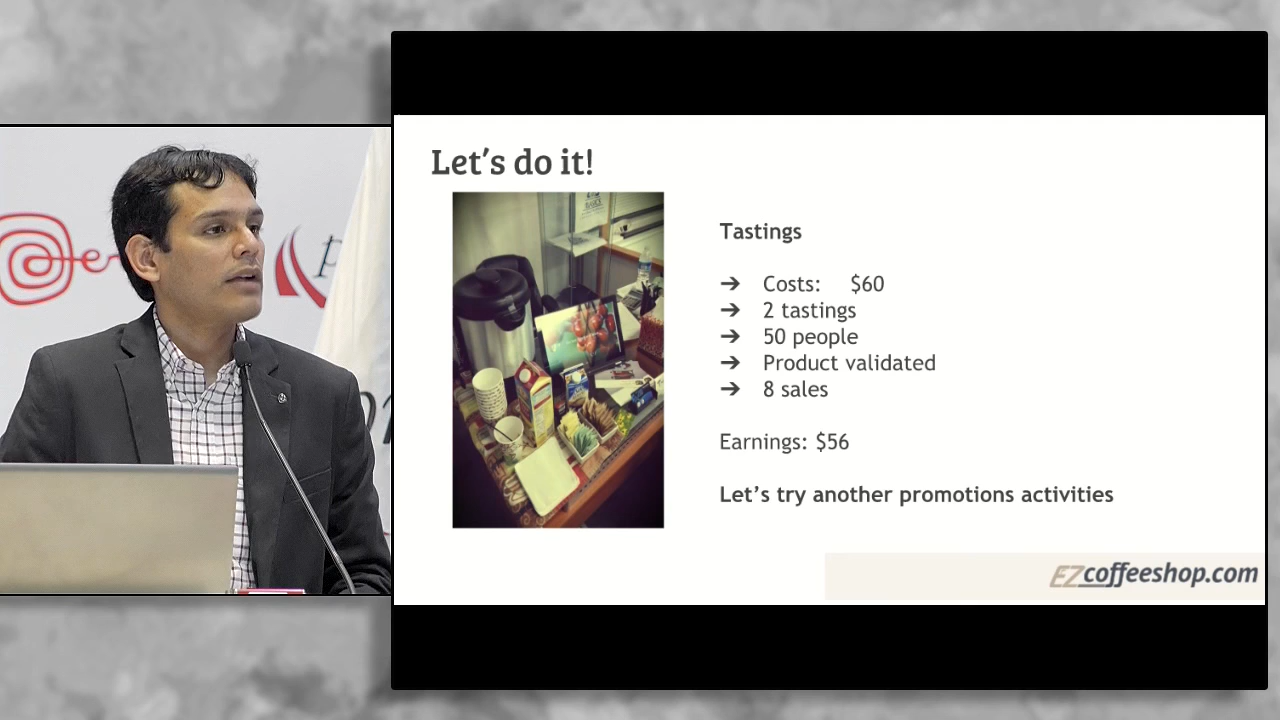 Let's do it!
Tastings
➔ Costs: $60
➔ 2 tastings
➔ 50 people
➔ Product validated
➔ 8 sales
Earnings: $56
Let's try another promotions activities
EZcoffeeshop.com